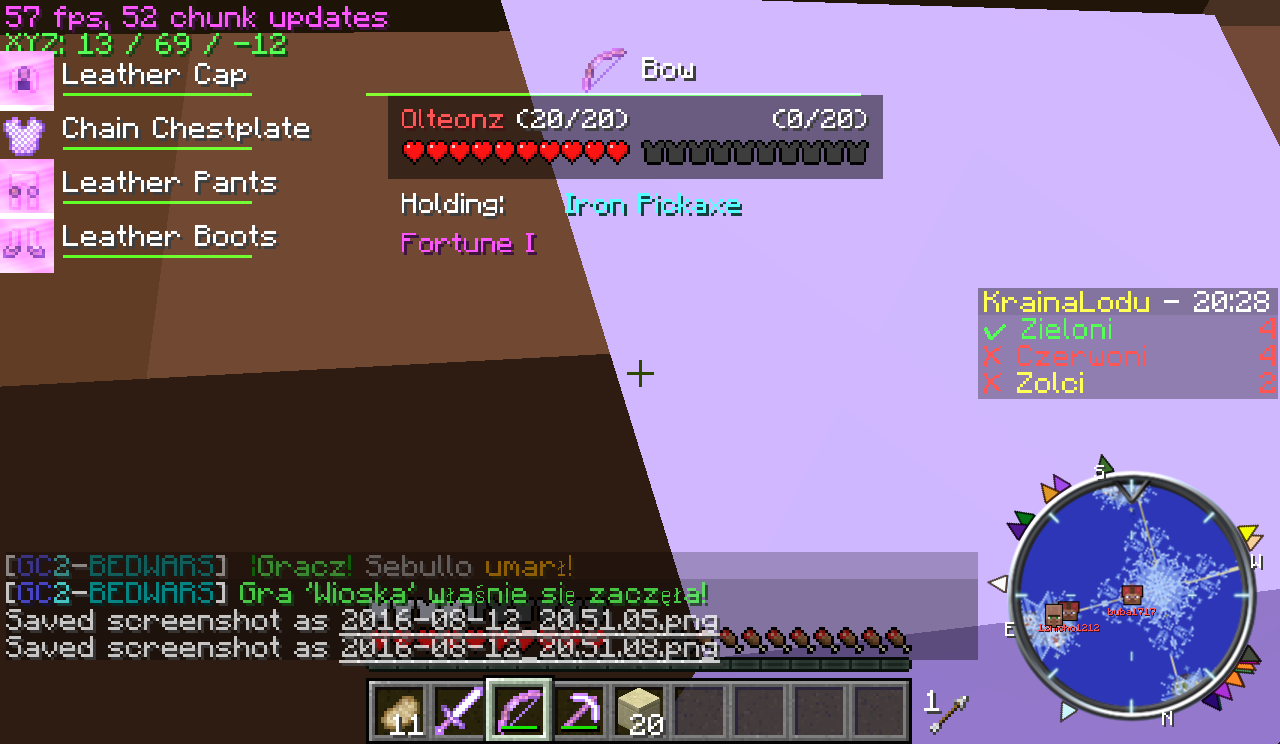 57 fps, 52 chunk updates
XYZ: 13 / 69 / -12
Leather Cap
Chain Chestplate
Leather Pants
Leather Boots
Bow
Olteonz (20/20) (0/20)
Holding: Iron Pickaxe
Fortune I
KrainaLodu - 20:28
✓ Zieloni 4
X Czerwoni 4
X Zolci 2
[GC2-BEDWARS] !Gracz! Sebullo umarł!
[GC2-BEDWARS] Gra 'Wioska' właśnie się zaczęła!
Saved screenshot as 2016-08-12_20.51.05.png
Saved screenshot as 2016-08-12_20.51.08.png
S
W
E
N
buba1717
11
20
1